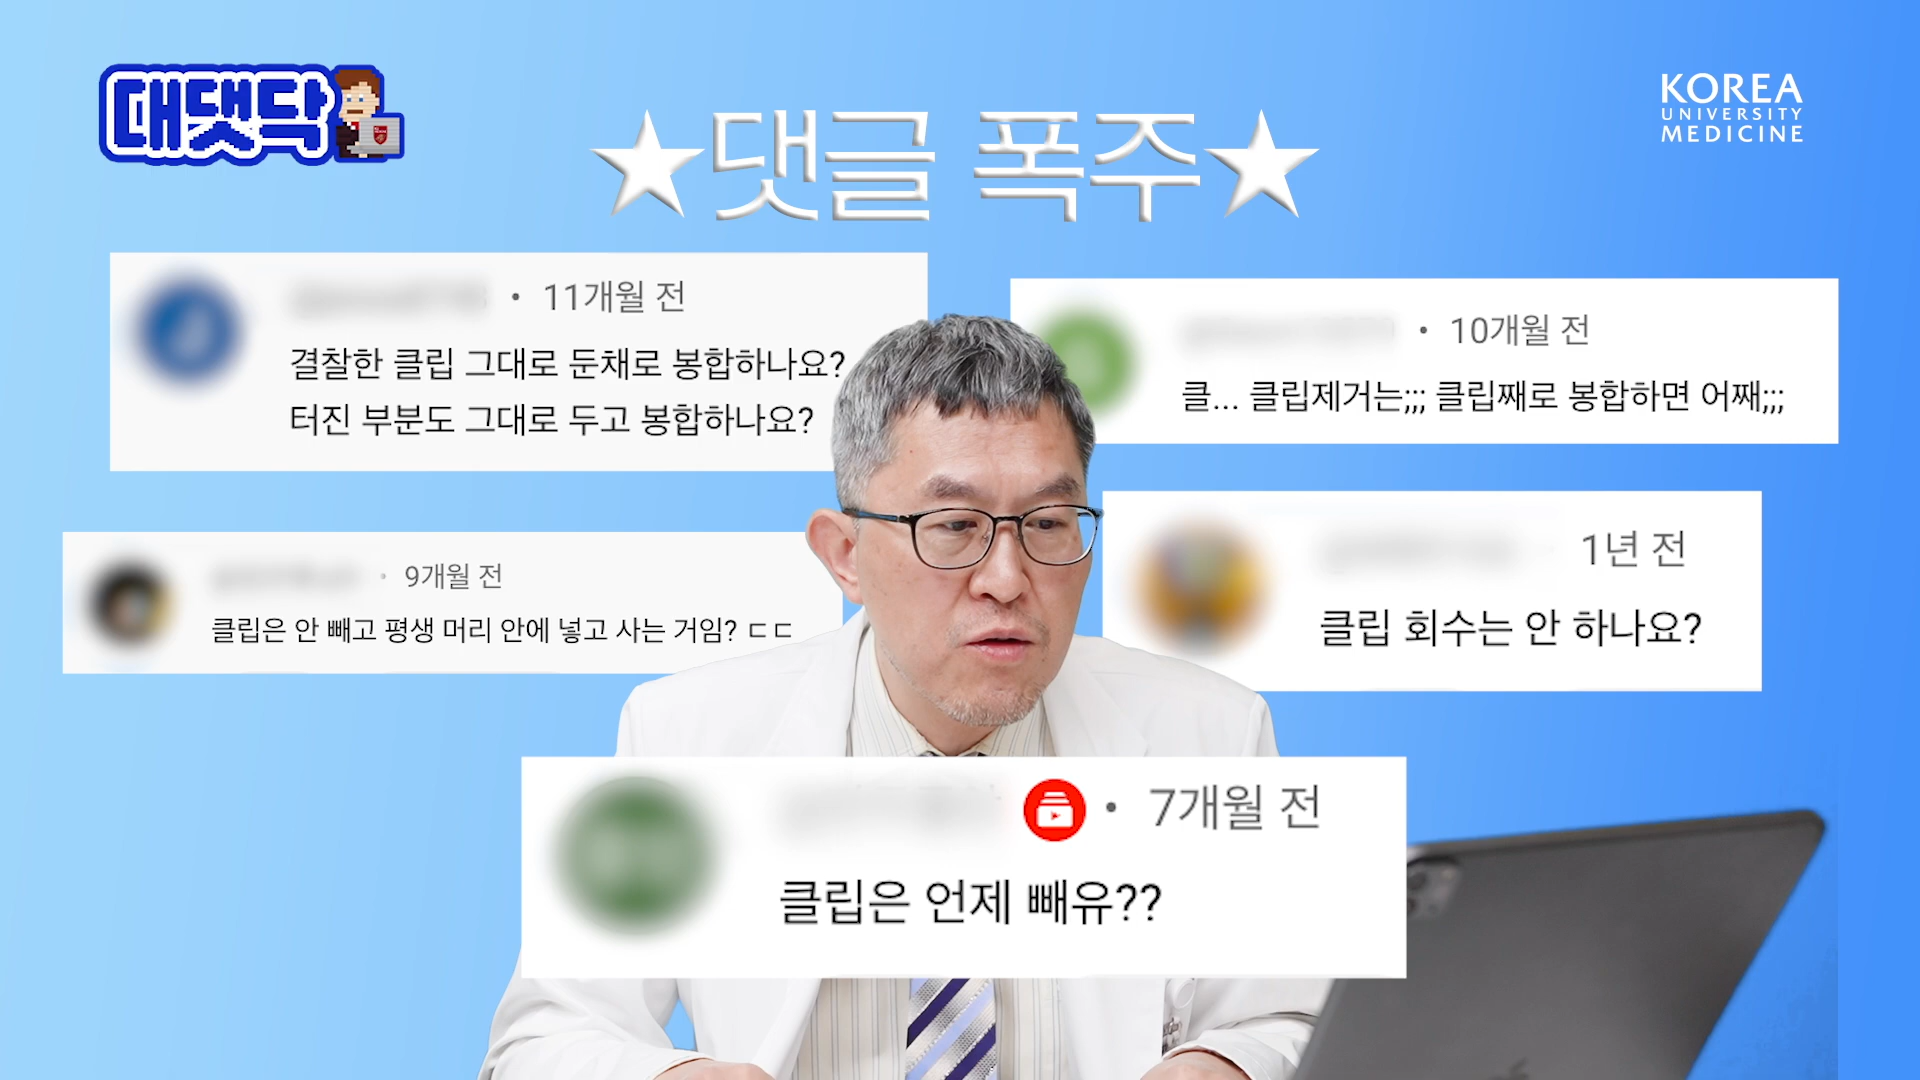 대댓닥
KOREA
UNIVERSITY
MEDICINE
★댓글 폭주★
• 11개월 전
결찰한 클립 그대로 둔채로 봉합하나요?
터진 부분도 그대로 두고 봉합하나요?
• 10개월 전
클... 클립제거는;;; 클립째로 봉합하면 어째;;;
• 9개월 전
클립은 안 빼고 평생 머리 안에 넣고 사는 거임? ㄷㄷ
1년 전
클립 회수는 안 하나요?
• 7개월 전
클립은 언제 빼유??